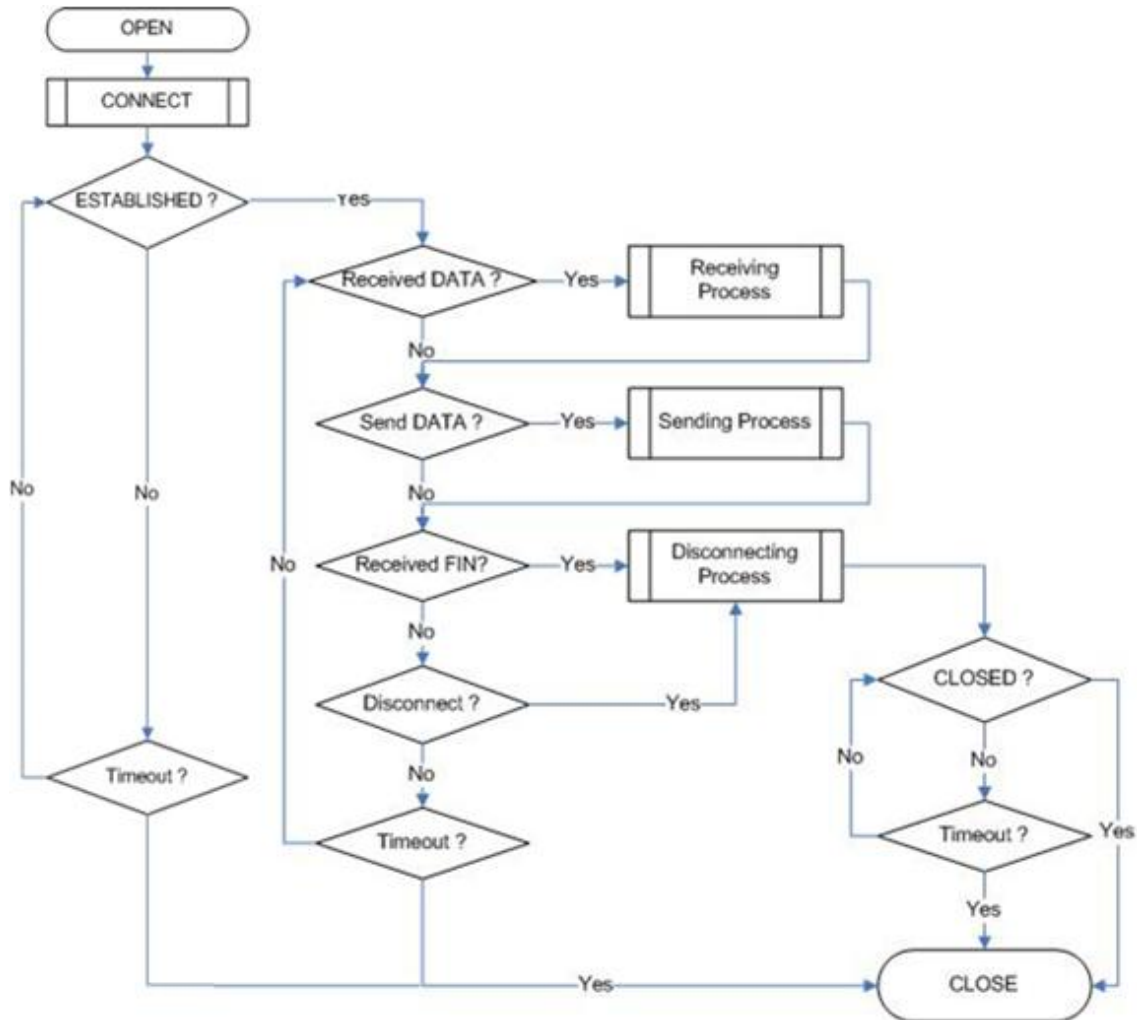 OPEN
CONNECT
ESTABLISHED ?
Yes
Received DATA ?
Yes
Receiving
Process
No
Send DATA ?
Yes
Sending Process
No
No
No
Received FIN?
Yes
Disconnecting
Process
No
No
Disconnect ?
Yes
CLOSED ?
No
No
Timeout ?
No
Timeout ?
Timeout ?
Yes
Yes
Yes
CLOSE